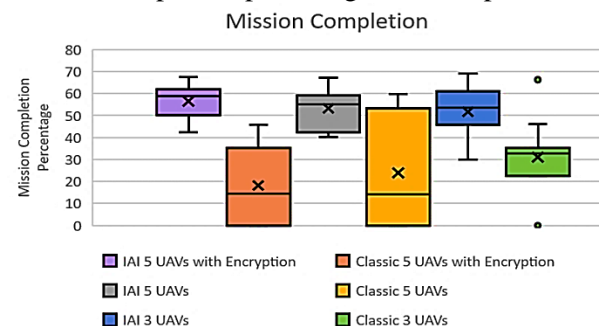 Mission Completion
80
70
60
50
40
30
20
10
0
Mission Completion
Percentage
IAI 5 UAVs with Encryption
Classic 5 UAVs with Encryption
IAI 5 UAVs
Classic 5 UAVs
IAI 3 UAVs
Classic 3 UAVs